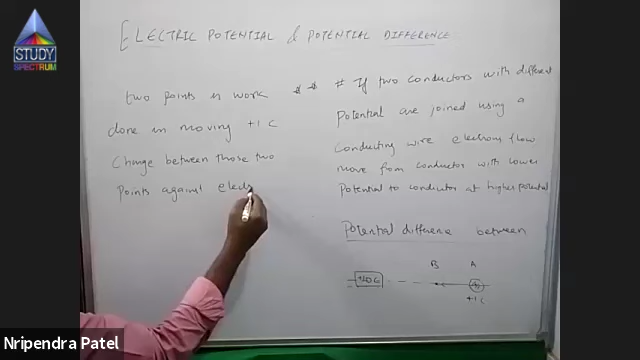 STUDY
SPECTRUM
ELECTRIC POTENTIAL & POTENTIAL DIFFERENCE
two points is work
done in moving +1 C
Charge between those two
points against elect
** # If two conductors with different
potential are joined using a
conducting wire electrons flow
move from conductor with lower
potential to conductor at higher potential
Potential difference between
B A
+1 C
Nripendra Patel